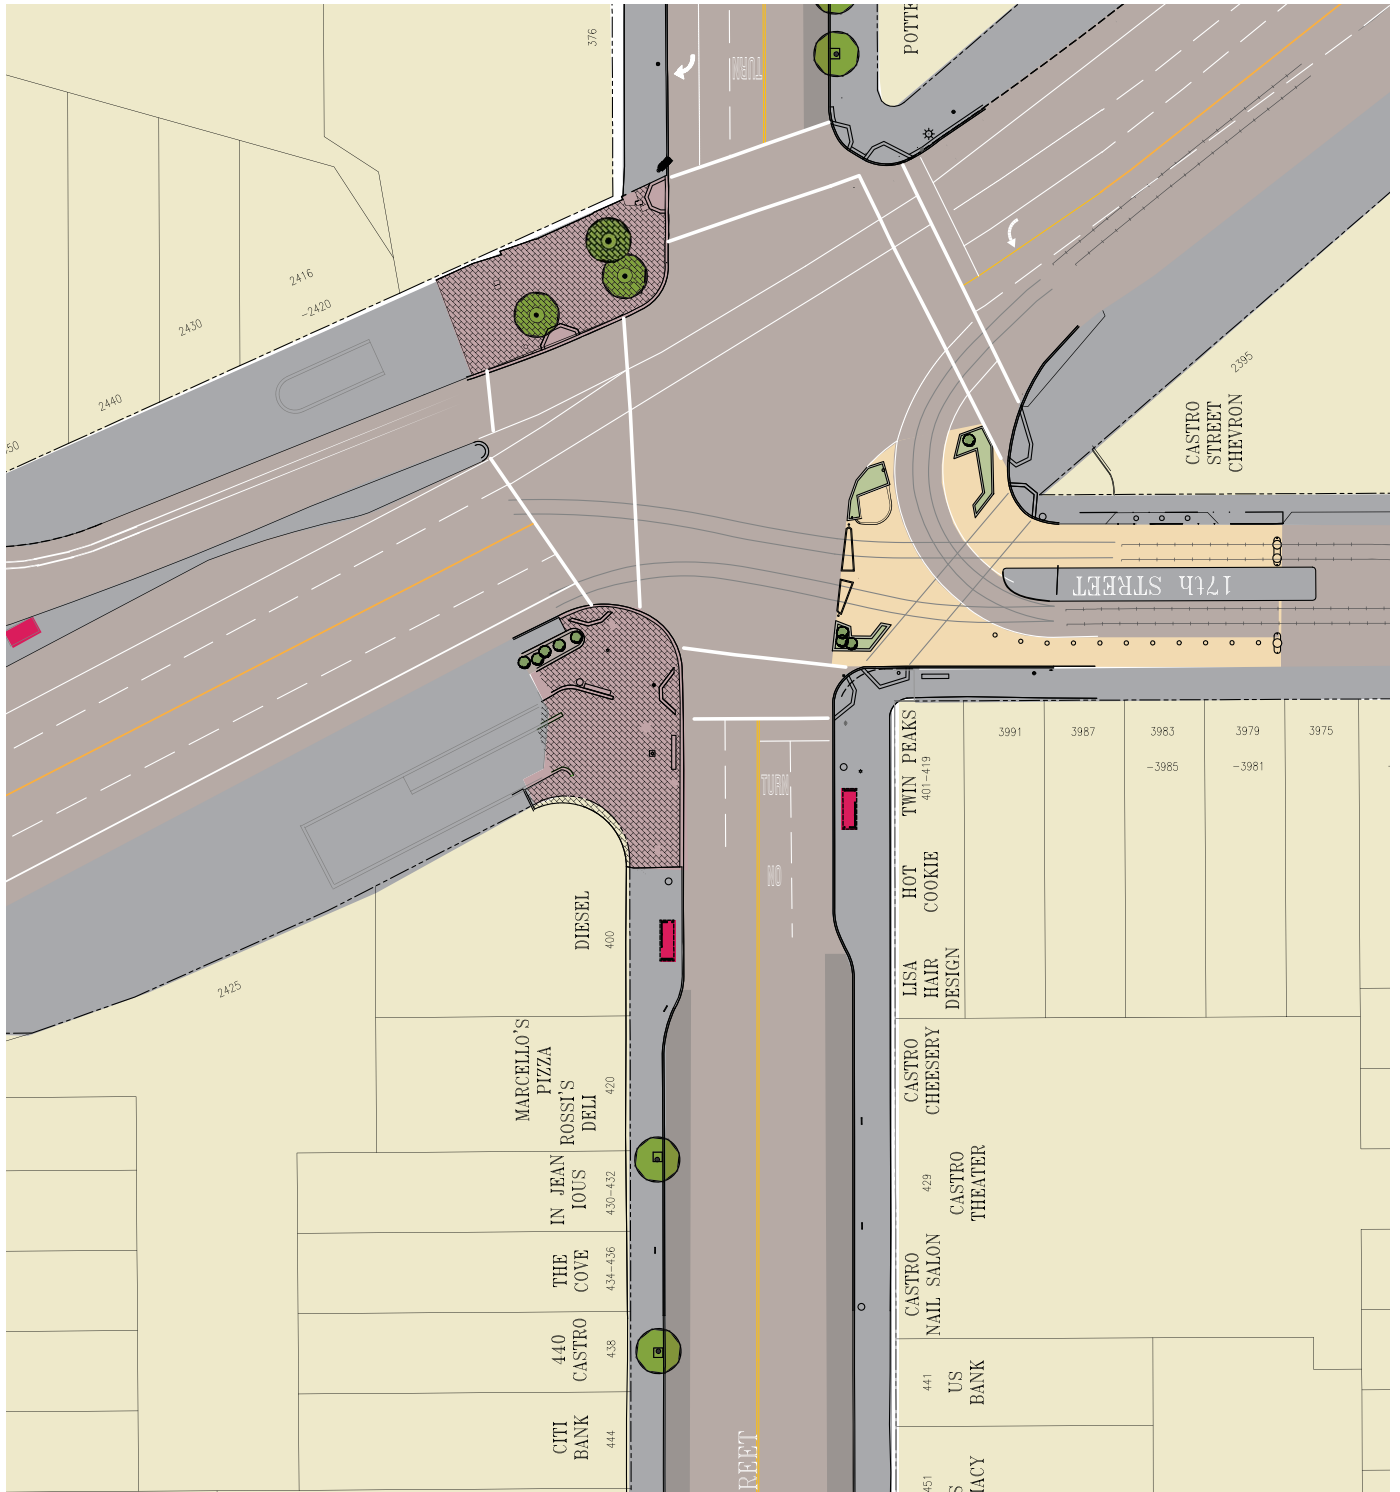 376
TURN
2416
-2420
2430
2440
2395
CASTRO
STREET
CHEVRON
17th STREET
3991
3987
3983
-3985
3979
-3981
3975
TWIN PEAKS
401-419
TURN
NO
HOT
COOKIE
DIESEL
400
LISA
HAIR
DESIGN
2425
MARCELLO'S
PIZZA
ROSSI'S
DELI
420
CASTRO
CHEESERY
IN JEAN
IOUS
430-432
429
CASTRO
THEATER
THE
COVE
434-436
CASTRO
NAIL SALON
440
CASTRO
438
441
US
BANK
CITI
BANK
444